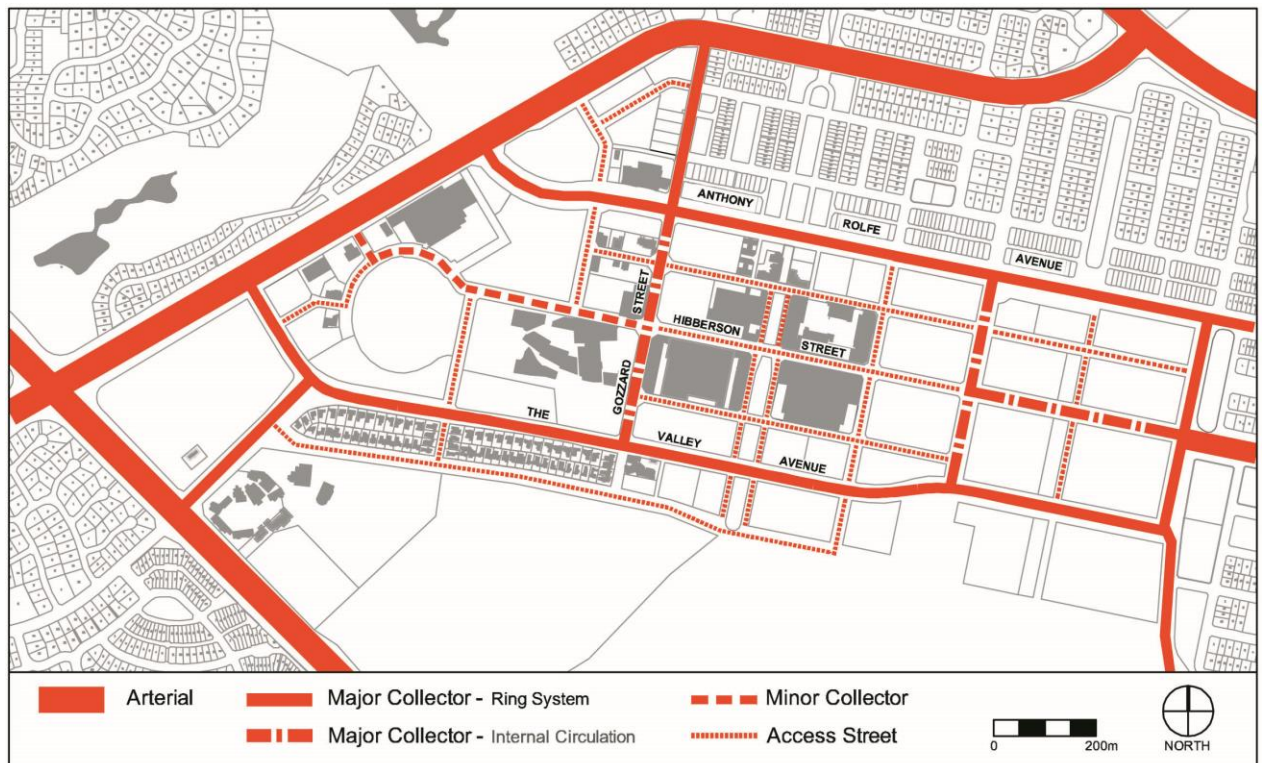 ANTHONY
ROLFE
AVENUE
STREET
HIBBERSON
STREET
GOZZARD
THE
VALLEY
AVENUE
Arterial
Major Collector - Ring System
Minor Collector
Major Collector - Internal Circulation
Access Street
0 200m
NORTH